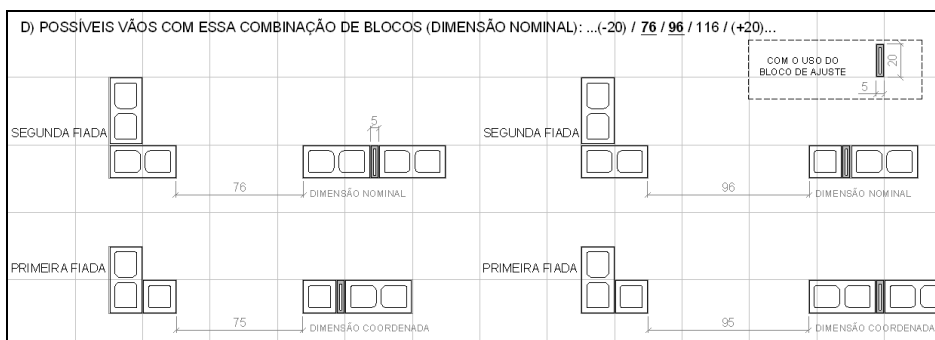 D) POSSÍVEIS VÃOS COM ESSA COMBINAÇÃO DE BLOCOS (DIMENSÃO NOMINAL): ...(-20) / 76 / 96 / 116 / (+20)...
COM O USO DO
BLOCO DE AJUSTE
20
5
SEGUNDA FIADA
5
76
DIMENSÃO NOMINAL
SEGUNDA FIADA
96
DIMENSÃO NOMINAL
PRIMEIRA FIADA
75
DIMENSÃO COORDENADA
PRIMEIRA FIADA
95
DIMENSÃO COORDENADA